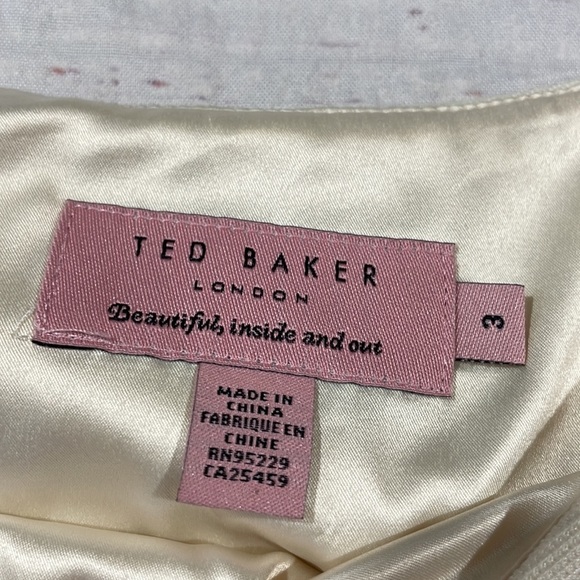 TED BAKER
LONDON
Beautiful, inside and out
3
MADE IN
CHINA
FABRIQUE EN
CHINE
RN95229
CA25459